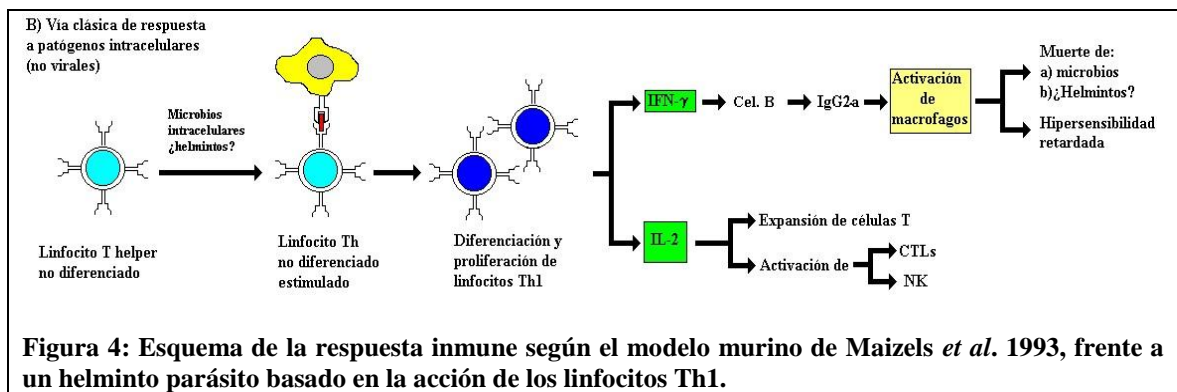 B) Vía clásica de respuesta
a patógenos intracelulares
(no virales)
Microbios
intracelulares
¿helmintos?
Linfocito T helper
no diferenciado
Linfocito Th
no diferenciado
estimulado
Diferenciación y
proliferación de
linfocitos Th1
IFN-γ
Cel. B
IgG2-a
Activación
de
macrofagos
Muerte de:
a) microbios
b)¿Helmintos?
Hipersensibilidad
retardada
IL-2
Expansión de células T
Activación de
CTLs
NK
Figura 4: Esquema de la respuesta inmune según el modelo murino de Maizels et al. 1993, frente a
un helminto parásito basado en la acción de los linfocitos Th1.